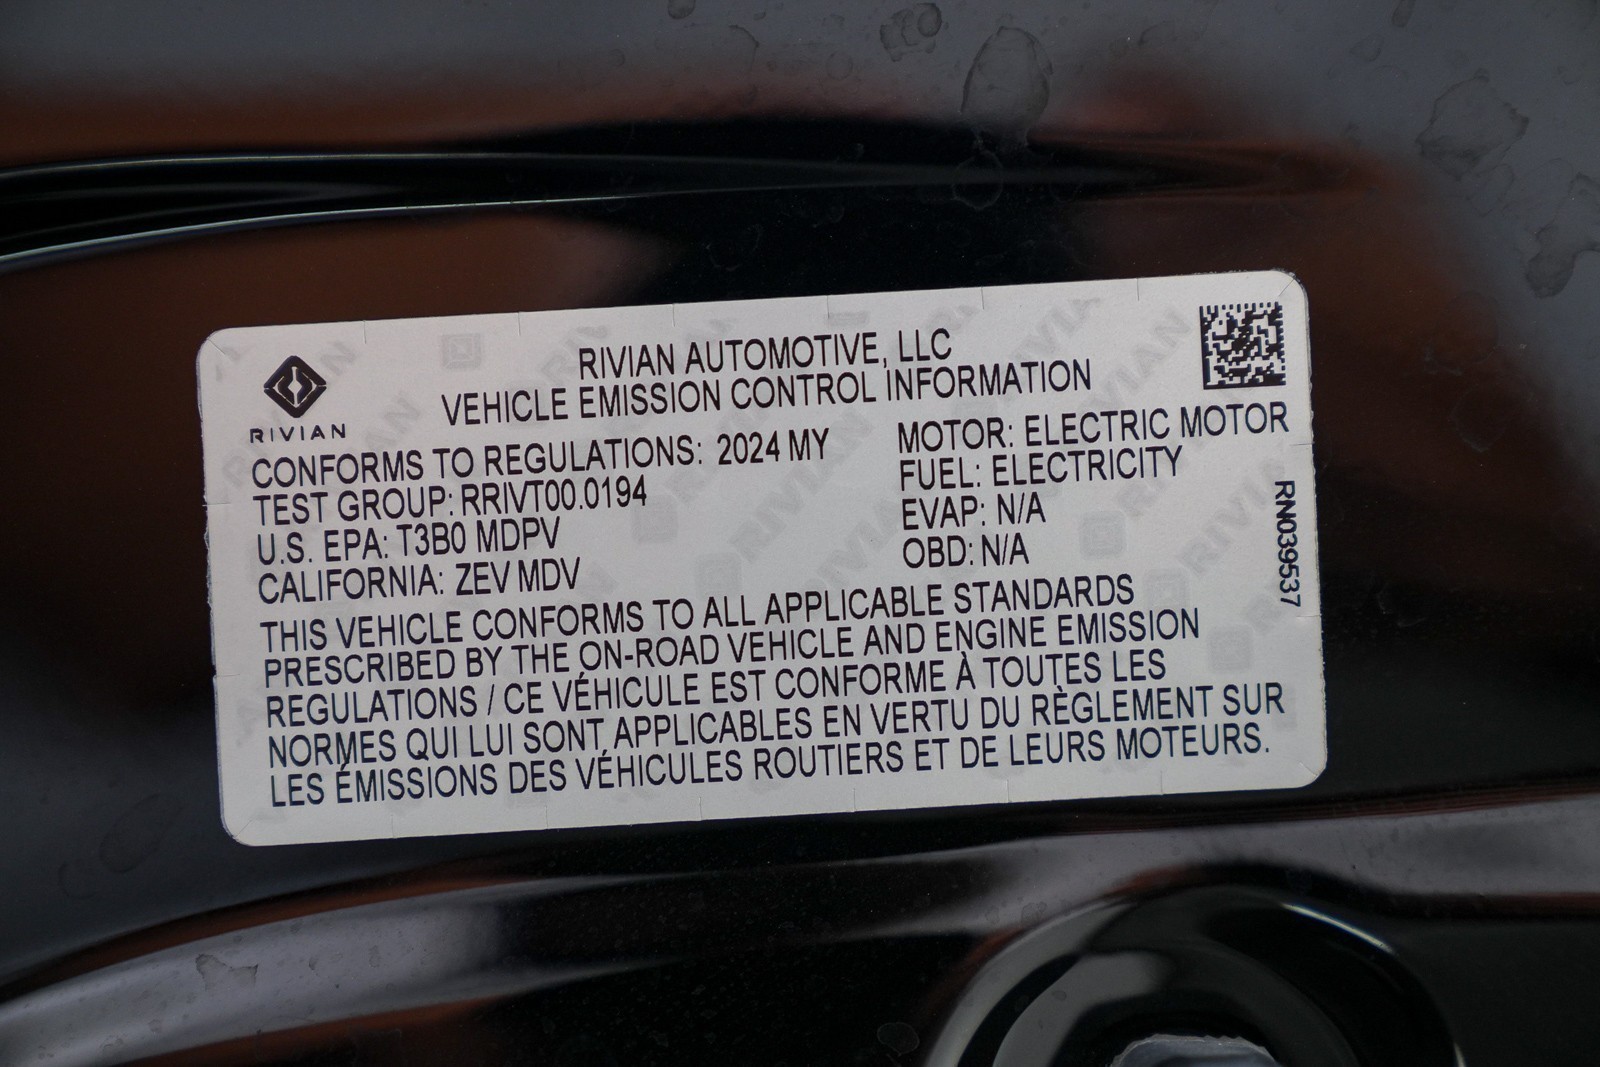 RIVIAN
RIVIAN AUTOMOTIVE, LLC
VEHICLE EMISSION CONTROL INFORMATION
CONFORMS TO REGULATIONS: 2024 MY
TEST GROUP: RRIVT00.0194
U.S. EPA: T3B0 MDPV
CALIFORNIA: ZEV MDV
MOTOR: ELECTRIC MOTOR
FUEL: ELECTRICITY
EVAP: N/A
OBD: N/A
RN039537
THIS VEHICLE CONFORMS TO ALL APPLICABLE STANDARDS
PRESCRIBED BY THE ON-ROAD VEHICLE AND ENGINE EMISSION
REGULATIONS / CE VÉHICULE EST CONFORME À TOUTES LES
NORMES QUI LUI SONT APPLICABLES EN VERTU DU RÈGLEMENT SUR
LES ÉMISSIONS DES VÉHICULES ROUTIERS ET DE LEURS MOTEURS.